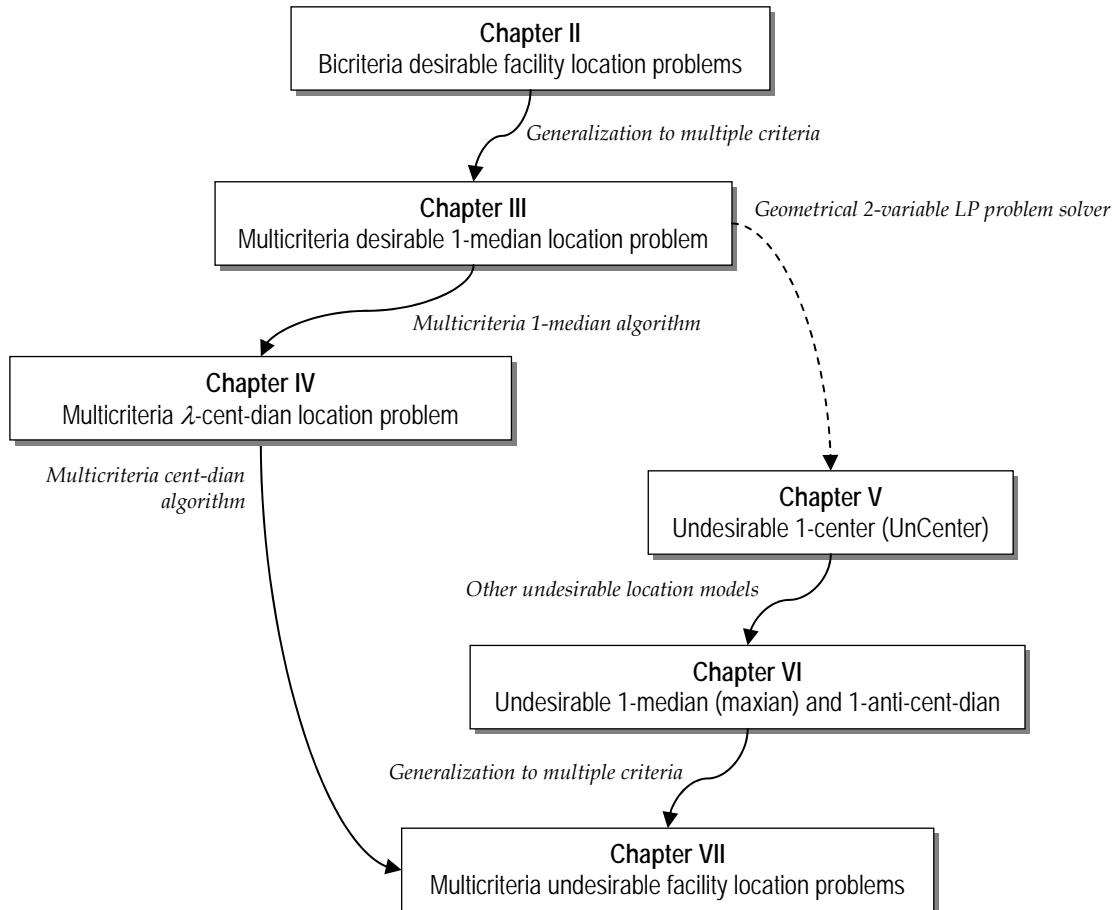 Chapter II
Bicriteria desirable facility location problems
Generalization to multiple criteria
Chapter III
Multicriteria desirable 1-median location problem
Geometrical 2-variable LP problem solver
Multicriteria 1-median algorithm
Chapter IV
Multicriteria λ-cent-dian location problem
Multicriteria cent-dian
algorithm
Chapter V
Undesirable 1-center (UnCenter)
Other undesirable location models
Chapter VI
Undesirable 1-median (maxian) and 1-anti-cent-dian
Generalization to multiple criteria
Chapter VII
Multicriteria undesirable facility location problems